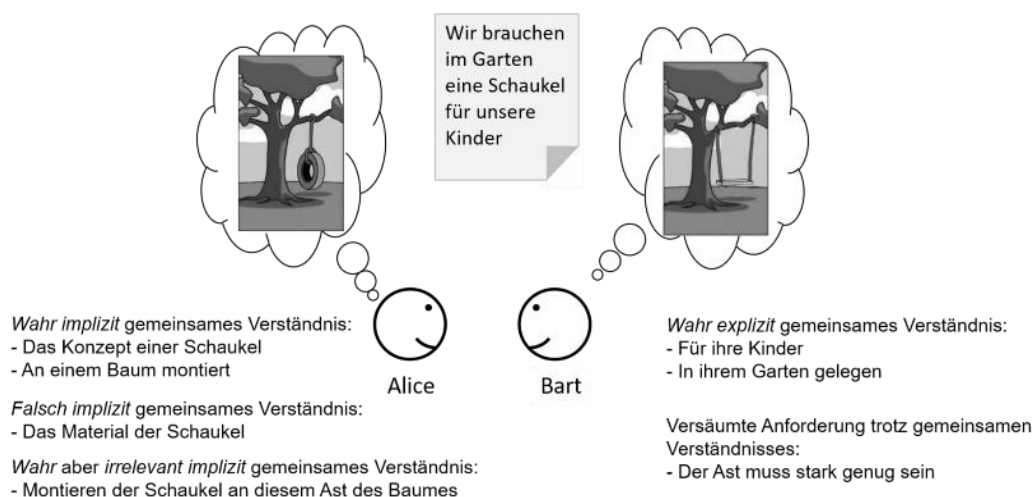 Wir brauchen
im Garten
eine Schaukel
für unsere
Kinder
Alice
Bart
Wahr implizit gemeinsames Verständnis:
- Das Konzept einer Schaukel
- An einem Baum montiert
Falsch implizit gemeinsames Verständnis:
- Das Material der Schaukel
Wahr aber irrelevant implizit gemeinsames Verständnis:
- Montieren der Schaukel an diesem Ast des Baumes
Wahr explizit gemeinsames Verständnis:
- Für ihre Kinder
- In ihrem Garten gelegen
Versäumte Anforderung trotz gemeinsamen
Verständnisses:
- Der Ast muss stark genug sein